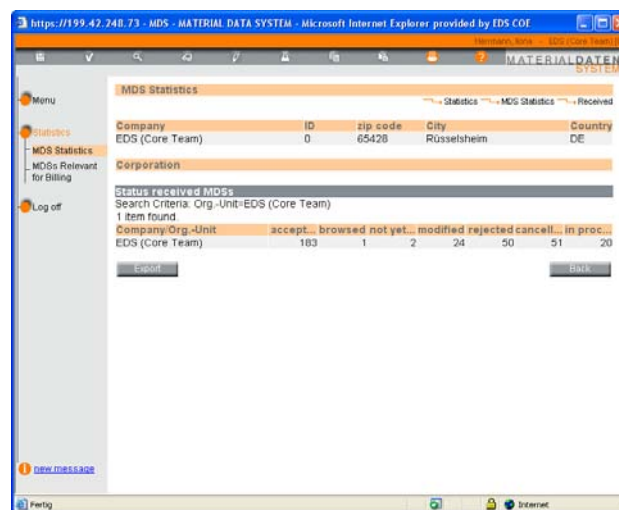 https://199.42.248.73 - MDS - MATERIAL DATA SYSTEM - Microsoft Internet Explorer provided by EDS COE
Hermann, Ilona - EDS (Core Team)
MATERIALDATEN
SYSTEM
Menu
Statistics
MDS Statistics
MDSs Relevant
for Billing
Log off
new message
MDS Statistics
Statistics MDS Statistics Received
Company ID zip code City Country
EDS (Core Team) 0 65428 Rüsselsheim DE
Corporation
Status received MDSs
Search Criteria: Org.-Unit=EDS (Core Team)
1 item found.
Company/Org.-Unit accept... browsed not yet... modified rejected cancell... in proc...
EDS (Core Team) 183 1 2 24 50 51 20
Export Back
Fertig Internet